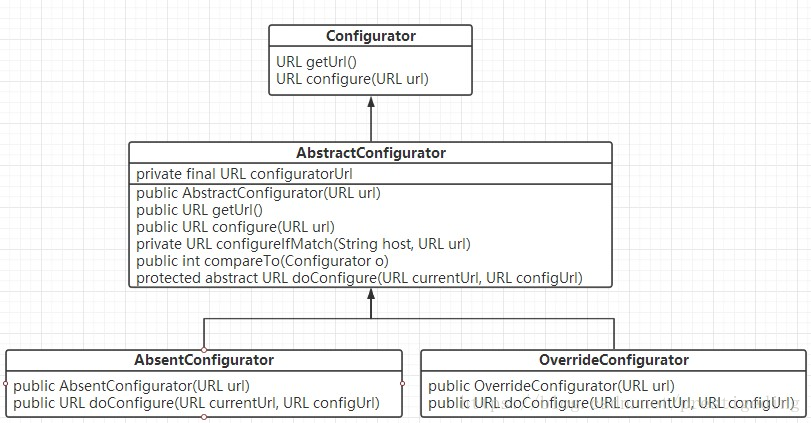 Configurator
URL getUrl()
URL configure(URL url)
AbstractConfigurator
private final URL configuratorUrl
public AbstractConfigurator(URL url)
public URL getUrl()
public URL configure(URL url)
private URL configureIfMatch(String host, URL url)
public int compareTo(Configurator o)
protected abstract URL doConfigure(URL currentUrl, URL configUrl)
AbsentConfigurator
public AbsentConfigurator(URL url)
public URL doConfigure(URL currentUrl, URL configUrl)
OverrideConfigurator
public OverrideConfigurator(URL url)
public URL doConfigure(URL currentUrl, URL configUrl)